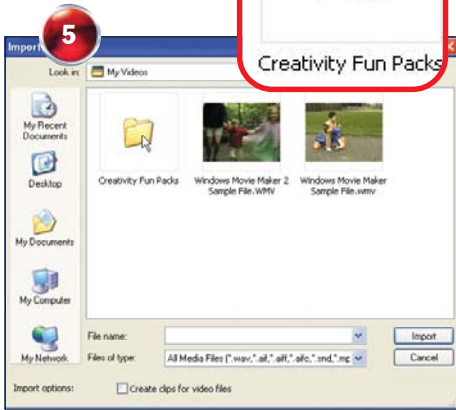 5
Import
Creativity Fun Packs
Look in:
My Videos
My Recent
Documents
Desktop
My Documents
My Computer
My Network
Creativity Fun Packs
Windows Movie Maker 2
Sample File.WMV
Windows Movie Maker
Sample File.wmv
File name:
Import
Files of type:
All Media Files (*.wav,*.aif,*.aiff,*.aifc,*.snd,*.mp
Cancel
Import options:
Create clips for video files